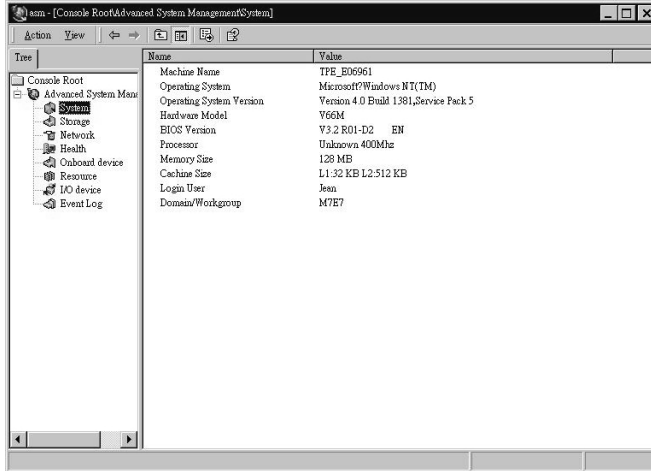 asm - [Console Root\Advanced System Management\System]
Action View
Tree
Name Value
Console Root
Advanced System Mana
System
Storage
Network
Health
Onboard device
Resource
I/O device
Event Log
Machine Name TPE_E06961
Operating System Microsoft?Windows NT(TM)
Operating System Version Version 4.0 Build 1381,Service Pack 5
Hardware Model V66M
BIOS Version V3.2 R01-D2 EN
Processor Unknown 400Mhz
Memory Size 128 MB
Cachine Size L1:32 KB L2:512 KB
Login User Jean
Domain/Workgroup M7E7